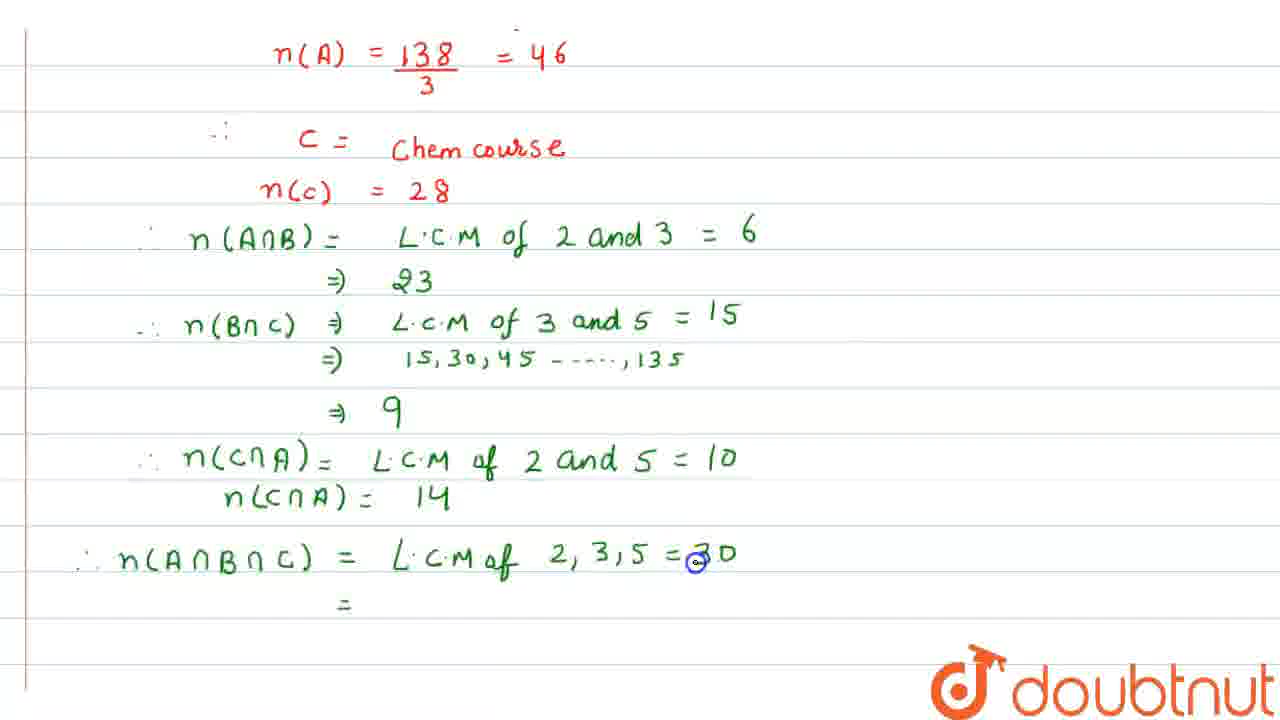 n(A) = 138/3 = 46
∴ C = Chem course
n(c) = 28
∴ n(A∩B) = L.C.M of 2 and 3 = 6
⇒ 23
∴ n(B∩C) ⇒ L.C.M of 3 and 5 = 15
⇒ 15, 30, 45 -----, 135
⇒ 9
∴ n(C∩A) = L.C.M of 2 and 5 = 10
n(C∩A) = 14
∴ n(A∩B∩C) = L.C.M of 2, 3, 5 = 30
=
doubtnut